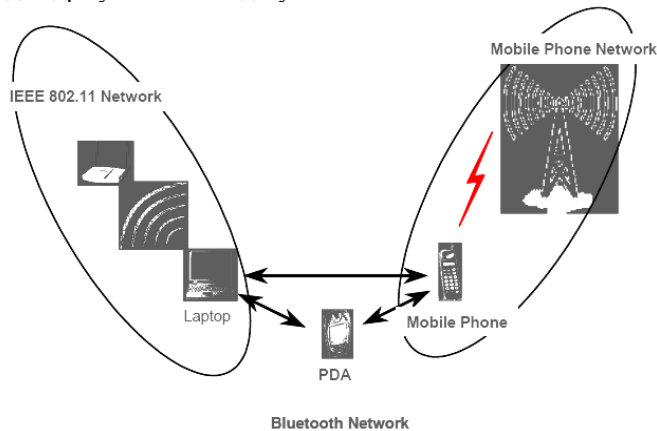 Mobile Phone Network
IEEE 802.11 Network
Laptop
Mobile Phone
PDA
Bluetooth Network